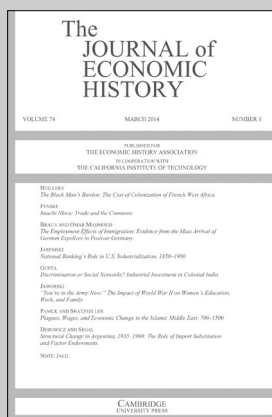 The
JOURNAL of
ECONOMIC
HISTORY
VOLUME 74 MARCH 2014 NUMBER 1
PUBLISHED FOR
THE ECONOMIC HISTORY ASSOCIATION
IN COOPERATION WITH
THE CALIFORNIA INSTITUTE OF TECHNOLOGY
HUILLERY
The Black Man's Burden: The Cost of Colonization of French West Africa
FENSKE
Imachi Nkwu: Trade and the Commons
BRAUN AND OMAR MAHMOUD
The Employment Effects of Immigration: Evidence from the Mass Arrival of
German Expellees in Postwar Germany
JAREMSKI
National Banking's Role in U.S. Industrialization, 1850–1900
GUPTA
Discrimination or Social Networks? Industrial Investment in Colonial India
JAWORSKI
"You're in the Army Now:" The Impact of World War II on Women's Education,
Work, and Family
PAMUK AND SHATZMILLER
Plagues, Wages, and Economic Change in the Islamic Middle East, 700–1500
DEBOWICZ AND SEGAL
Structural Change in Argentina, 1935–1960: The Role of Import Substitution
and Factor Endowments
NOTE: JALIL
CAMBRIDGE
UNIVERSITY PRESS